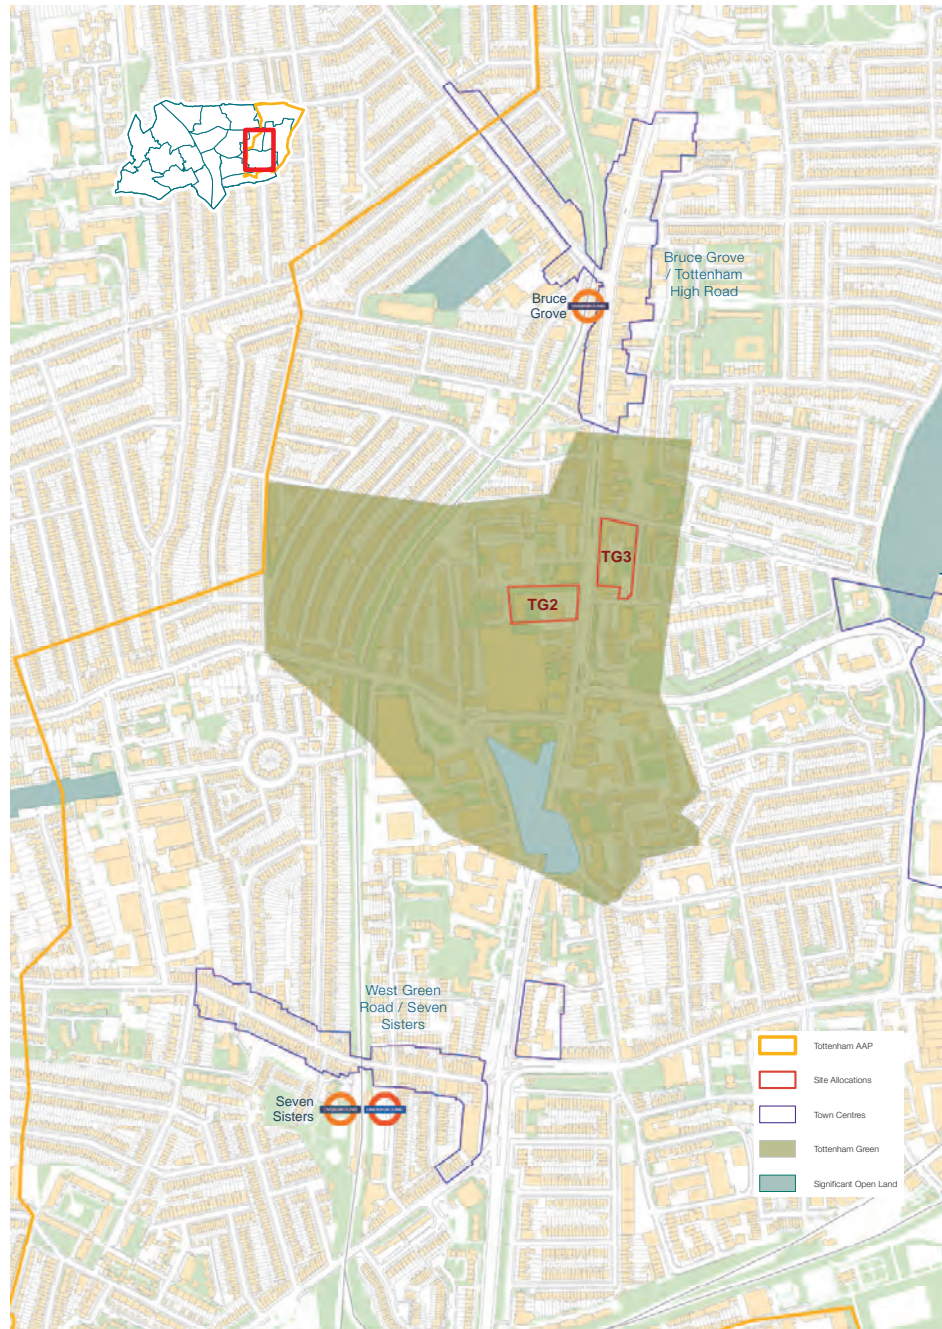 Bruce Grove
/ Tottenham
High Road
Bruce
Grove
TG3
TG2
West Green
Road / Seven
Sisters
Seven
Sisters
Tottenham AAP
Site Allocations
Town Centres
Tottenham Green
Significant Open Land